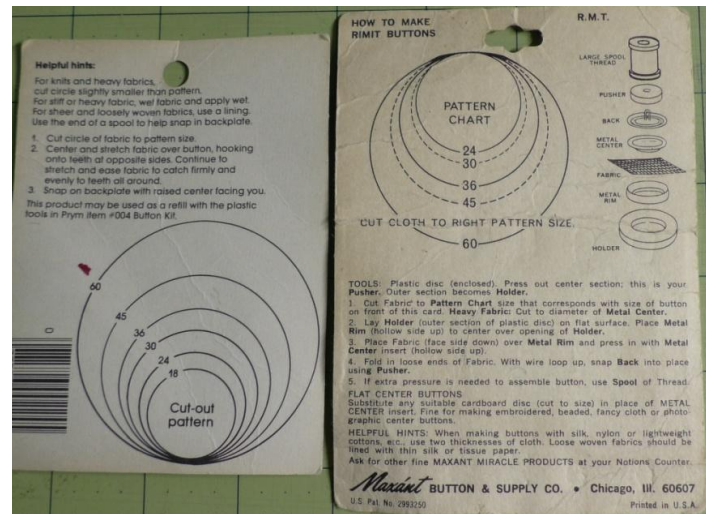 Helpful hints:
For knits and heavy fabrics,
cut circle slightly smaller than pattern.
For stiff or heavy fabric, wet fabric and apply wet.
For sheer and loosely woven fabrics, use a lining.
Use the end of a spool to help snap in backplate.
1. Cut circle of fabric to pattern size.
2. Center and stretch fabric over button, hooking
onto teeth at opposite sides. Continue to
stretch and ease fabric to catch firmly and
evenly to teeth all around.
3. Snap on backplate with raised center facing you.
This product may be used as a refill with the plastic
tools in Prym item #004 Button Kit.
60
45
36
30
24
18
Cut-out
pattern
0
HOW TO MAKE
RIMIT BUTTONS
R.M.T.
PATTERN
CHART
24
30
36
45
CUT CLOTH TO RIGHT PATTERN SIZE.
60
LARGE SPOOL
THREAD
PUSHER
BACK
METAL
CENTER
FABRIC
METAL
RIM
HOLDER
TOOLS: Plastic disc (enclosed). Press out center section; this is your
Pusher. Outer section becomes Holder.
1. Cut Fabric to Pattern Chart size that corresponds with size of button
on front of this card. Heavy Fabric: Cut to diameter of Metal Center.
2. Lay Holder (outer section of plastic disc) on flat surface. Place Metal
Rim (hollow side up) to center over opening of Holder.
3. Place Fabric (face side down) over Metal Rim and press in with Metal
Center insert (hollow side up).
4. Fold in loose ends of Fabric. With wire loop up, snap Back into place
using Pusher.
5. If extra pressure is needed to assemble button, use Spool of Thread.
FLAT CENTER BUTTONS
Substitute any suitable cardboard disc (cut to size) in place of METAL
CENTER insert. Fine for making embroidered, beaded, fancy cloth or photo-
graphic center buttons.
HELPFUL HINTS: When making buttons with silk, nylon or lightweight
cottons, etc., use two thicknesses of cloth. Loose woven fabrics should be
lined with thin silk or tissue paper.
Ask for other fine MAXANT MIRACLE PRODUCTS at your Notions Counter.
Maxant BUTTON & SUPPLY CO. • Chicago, Ill. 60607
U.S. Pat. No. 2993250
Printed in U.S.A.